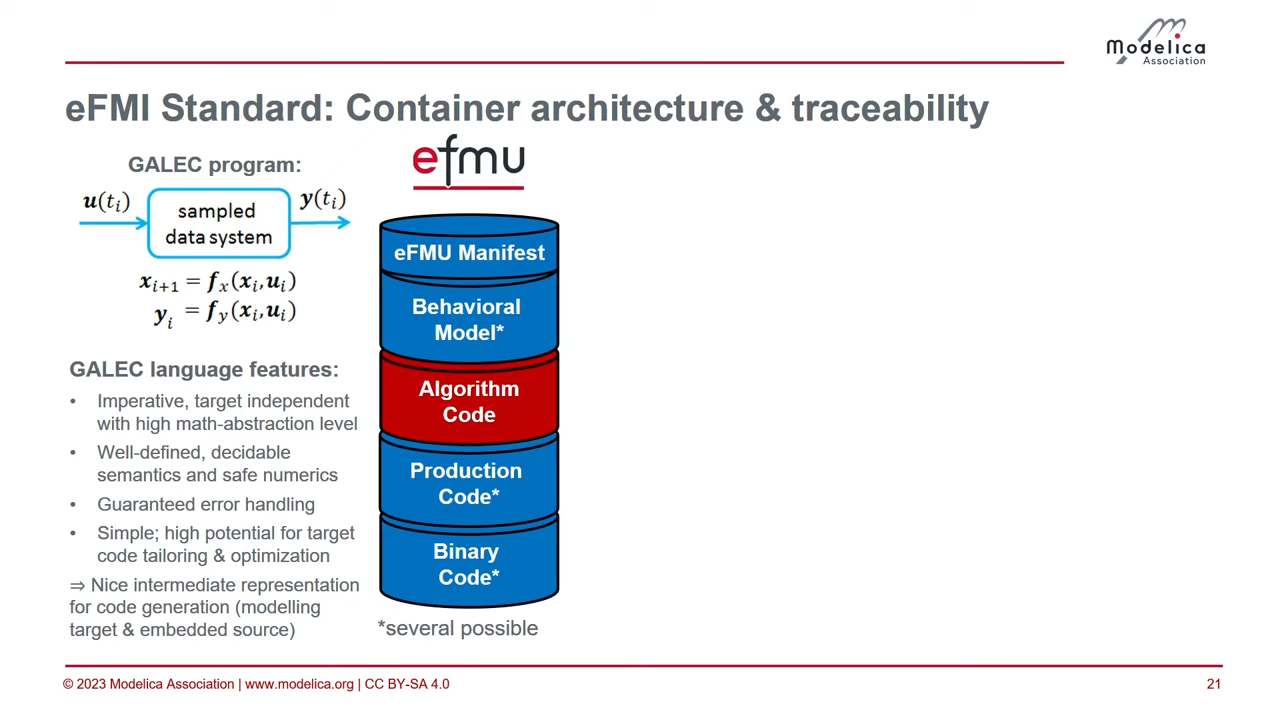 Modelica
Association
eFMI Standard: Container architecture & traceability
GALEC program:
u(tᵢ)
sampled
data system
y(tᵢ)
xᵢ₊₁ = fₓ(xᵢ,uᵢ)
yᵢ = f_y(xᵢ,uᵢ)
GALEC language features:
• Imperative, target independent
with high math-abstraction level
• Well-defined, decidable
semantics and safe numerics
• Guaranteed error handling
• Simple; high potential for target
code tailoring & optimization
⇒ Nice intermediate representation
for code generation (modelling
target & embedded source)
efmu
eFMU Manifest
Behavioral
Model*
Algorithm
Code
Production
Code*
Binary
Code*
*several possible
© 2023 Modelica Association | www.modelica.org | CC BY-SA 4.0
21